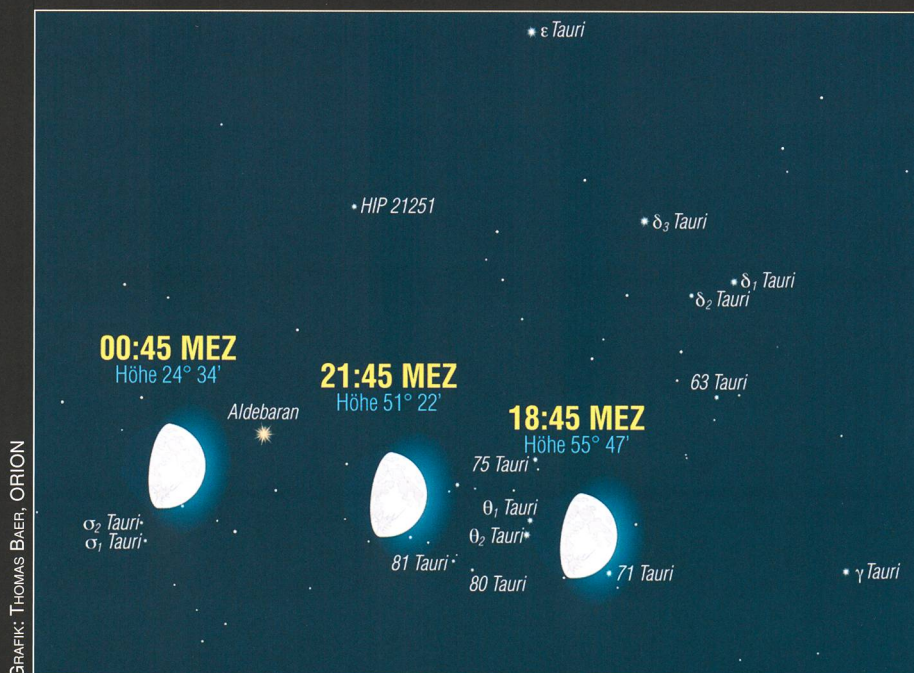 ε Tauri
HIP 21251
δ3 Tauri
δ1 Tauri
δ2 Tauri
00:45 MEZ
Höhe 24° 34'
21:45 MEZ
Höhe 51° 22'
63 Tauri
Aldebaran
18:45 MEZ
Höhe 55° 47'
75 Tauri
θ1 Tauri
σ2 Tauri
θ2 Tauri
σ1 Tauri
81 Tauri
71 Tauri
γ Tauri
80 Tauri
GRAFIK: THOMAS BAER, ORION